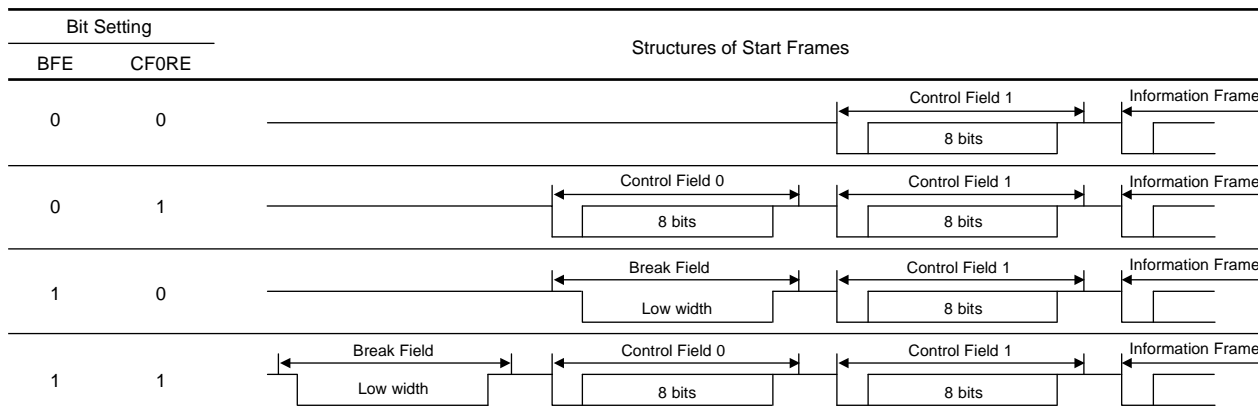 Bit Setting
Structures of Start Frames
BFE CF0RE
0 0
Control Field 1 Information Frame
8 bits
0 1
Control Field 0 Control Field 1 Information Frame
8 bits 8 bits
1 0
Break Field Control Field 1 Information Frame
Low width 8 bits
1 1
Break Field Control Field 0 Control Field 1 Information Frame
Low width 8 bits 8 bits